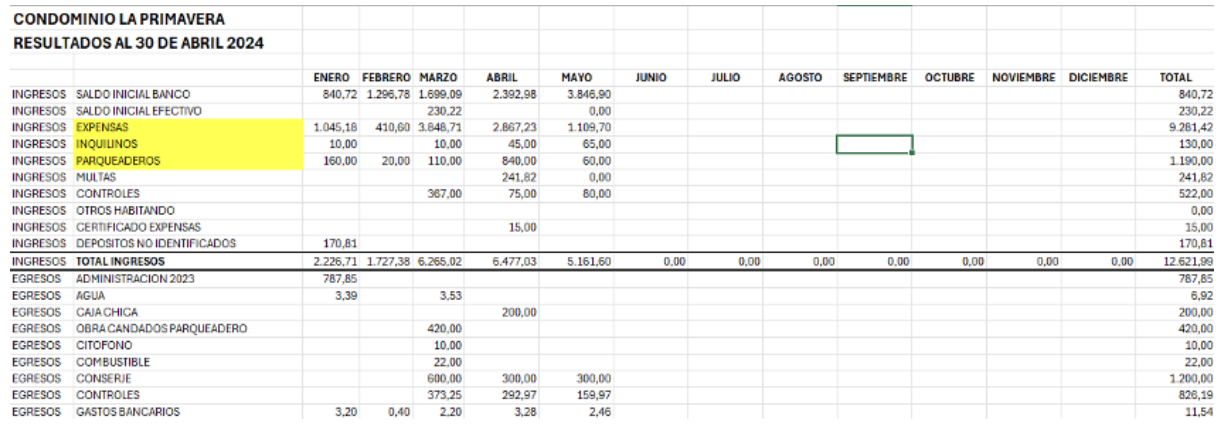 CONDOMINIO LA PRIMAVERA
RESULTADOS AL 30 DE ABRIL 2024
ENERO FEBRERO MARZO ABRIL MAYO JUNIO JULIO AGOSTO SEPTIEMBRE OCTUBRE NOVIEMBRE DICIEMBRE TOTAL
INGRESOS SALDO INICIAL BANCO 840,72 1.296,78 1.699,09 2.392,98 3.846,90 840,72
INGRESOS SALDO INICIAL EFECTIVO 230,22 0,00 230,22
INGRESOS EXPENSAS 1.045,18 410,60 3.848,71 2.867,23 1.109,70 9.281,42
INGRESOS INQUILINOS 10,00 10,00 45,00 65,00 130,00
INGRESOS PARQUEADEROS 160,00 20,00 110,00 840,00 60,00 1.190,00
INGRESOS MULTAS 241,82 0,00 241,82
INGRESOS CONTROLES 367,00 75,00 80,00 522,00
INGRESOS OTROS HABITANDO 0,00
INGRESOS CERTIFICADO EXPENSAS 15,00 15,00
INGRESOS DEPOSITOS NO IDENTIFICADOS 170,81 170,81
INGRESOS TOTAL INGRESOS 2.226,71 1.727,38 6.265,02 6.477,03 5.161,60 0,00 0,00 0,00 0,00 0,00 0,00 0,00 12.621,99
EGRESOS ADMINISTRACION 2023 787,85 787,85
EGRESOS AGUA 3,39 3,53 6,92
EGRESOS CAJA CHICA 200,00 200,00
EGRESOS OBRA CANDADOS PARQUEADERO 420,00 420,00
EGRESOS CITOFONO 10,00 10,00
EGRESOS COMBUSTIBLE 22,00 22,00
EGRESOS CONSERJE 600,00 300,00 300,00 1.200,00
EGRESOS CONTROLES 373,25 292,97 159,97 826,19
EGRESOS GASTOS BANCARIOS 3,20 0,40 2,20 3,28 2,46 11,54